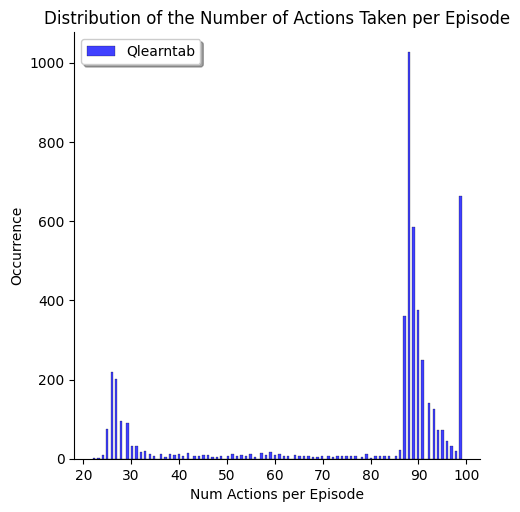 Distribution of the Number of Actions Taken per Episode
Qlearntab
1000
800
600
400
200
0
Occurrence
20 30 40 50 60 70 80 90 100
Num Actions per Episode